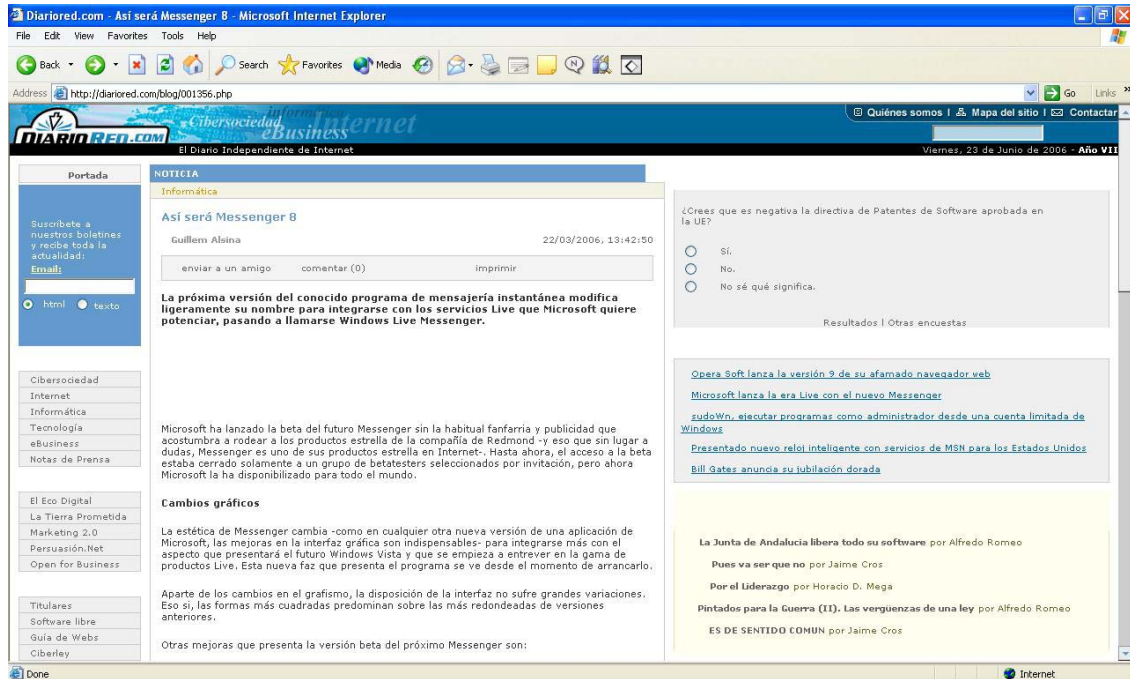 Diariored.com - Así será Messenger 8 - Microsoft Internet Explorer
File Edit View Favorites Tools Help
Back Search Favorites Media
Address http://diariored.com/blog/001356.php Go Links »
DIARIO RED.COM
informática
Cibersociedad
Internet
eBusiness
El Diario Independiente de Internet
Quiénes somos | Mapa del sitio | Contactar
Viernes, 23 de Junio de 2006 - Año VII
Portada
Suscríbete a
nuestros boletines
y recibe toda la
actualidad:
Email:
html texto
Cibersociedad
Internet
Informática
Tecnología
eBusiness
Notas de Prensa
El Eco Digital
La Tierra Prometida
Marketing 2.0
Persuasión.Net
Open for Business
Titulares
Software libre
Guía de Webs
Ciberley
NOTICIA
Informática
Así será Messenger 8
Guillem Alsina 22/03/2006, 13:42:50
enviar a un amigo comentar (0) imprimir
La próxima versión del conocido programa de mensajería instantánea modifica
ligeramente su nombre para integrarse con los servicios Live que Microsoft quiere
potenciar, pasando a llamarse Windows Live Messenger.
Microsoft ha lanzado la beta del futuro Messenger sin la habitual fanfarria y publicidad que
acostumbra a rodear a los productos estrella de la compañía de Redmond -y eso que sin lugar a
dudas, Messenger es uno de sus productos estrella en Internet-. Hasta ahora, el acceso a la beta
estaba cerrado solamente a un grupo de betatesters seleccionados por invitación, pero ahora
Microsoft la ha disponibilizado para todo el mundo.
Cambios gráficos
La estética de Messenger cambia -como en cualquier otra nueva versión de una aplicación de
Microsoft, las mejoras en la interfaz gráfica son indispensables- para integrarse más con el
aspecto que presentará el futuro Windows Vista y que se empieza a entrever en la gama de
productos Live. Esta nueva faz que presenta el programa se ve desde el momento de arrancarlo.
Aparte de los cambios en el grafismo, la disposición de la interfaz no sufre grandes variaciones.
Eso si, las formas más cuadradas predominan sobre las más redondeadas de versiones
anteriores.
Otras mejoras que presenta la versión beta del próximo Messenger son:
¿Crees que es negativa la directiva de Patentes de Software aprobada en
la UE?
Sí.
No.
No sé qué significa.
Resultados | Otras encuestas
Opera Soft lanza la versión 9 de su afamado navegador web
Microsoft lanza la era Live con el nuevo Messenger
sudoWn, ejecutar programas como administrador desde una cuenta limitada de
Windows
Presentado nuevo reloj inteligente con servicios de MSN para los Estados Unidos
Bill Gates anuncia su jubilación dorada
La Junta de Andalucia libera todo su software por Alfredo Romeo
Pues va ser que no por Jaime Cros
Por el Liderazgo por Horacio D. Mega
Pintados para la Guerra (II). Las vergüenzas de una ley por Alfredo Romeo
ES DE SENTIDO COMUN por Jaime Cros
Done Internet